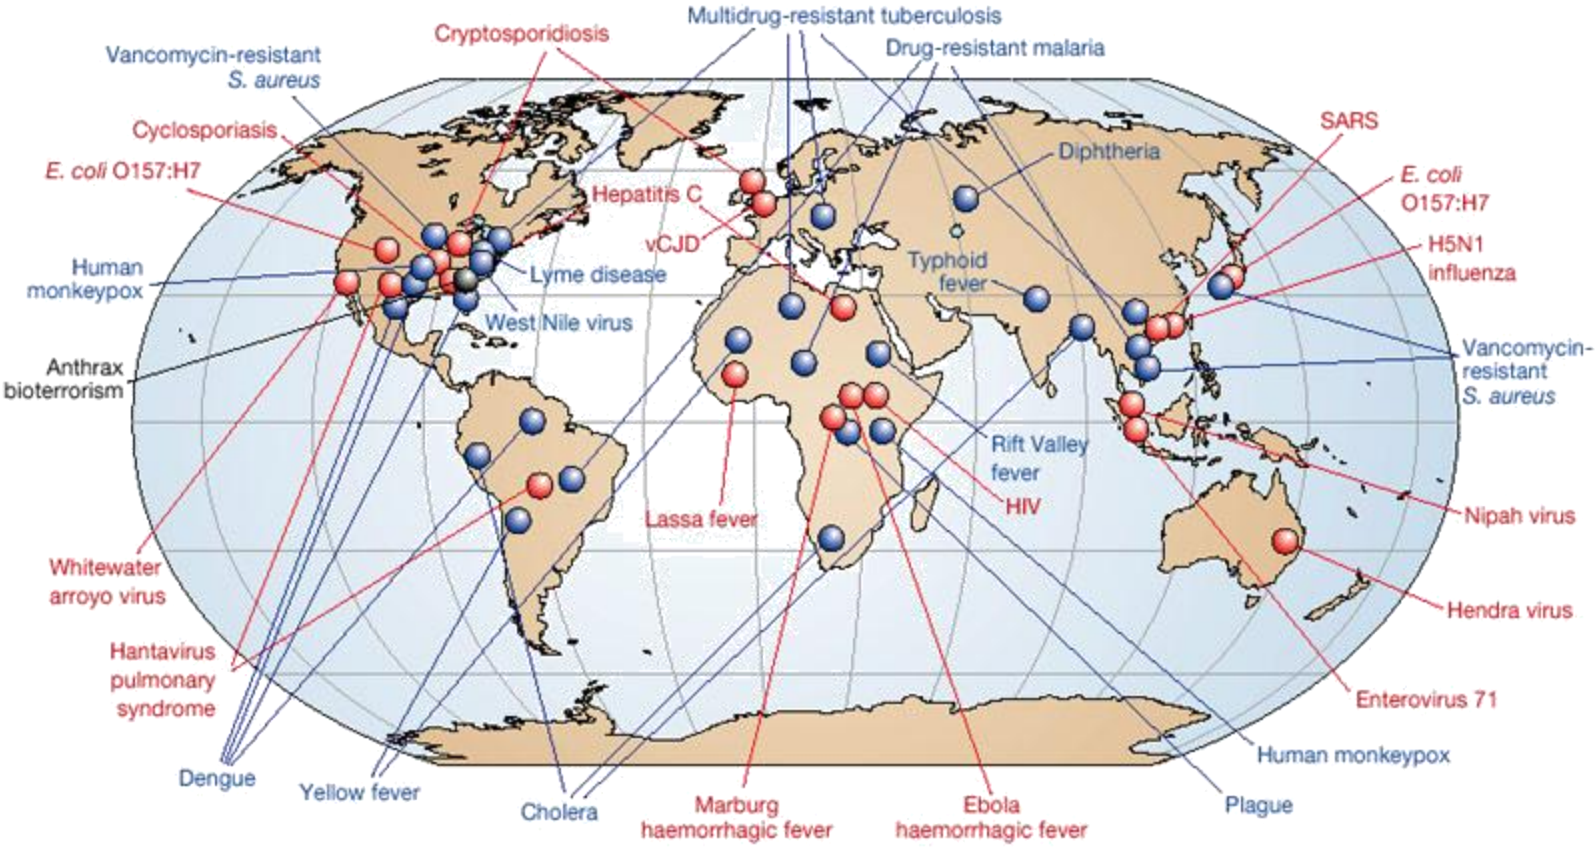 Multidrug-resistant tuberculosis
Cryptosporidiosis
Drug-resistant malaria
Vancomycin-resistant
S. aureus
Cyclosporiasis
SARS
Diphtheria
E. coli O157:H7
E. coli
O157:H7
Hepatitis C
vCJD
H5N1
influenza
Typhoid
fever
Human
monkeypox
Lyme disease
West Nile virus
Anthrax
bioterrorism
Vancomycin-
resistant
S. aureus
Rift Valley
fever
HIV
Lassa fever
Nipah virus
Whitewater
arroyo virus
Hendra virus
Hantavirus
pulmonary
syndrome
Enterovirus 71
Human monkeypox
Dengue
Yellow fever
Cholera
Marburg
haemorrhagic fever
Ebola
haemorrhagic fever
Plague